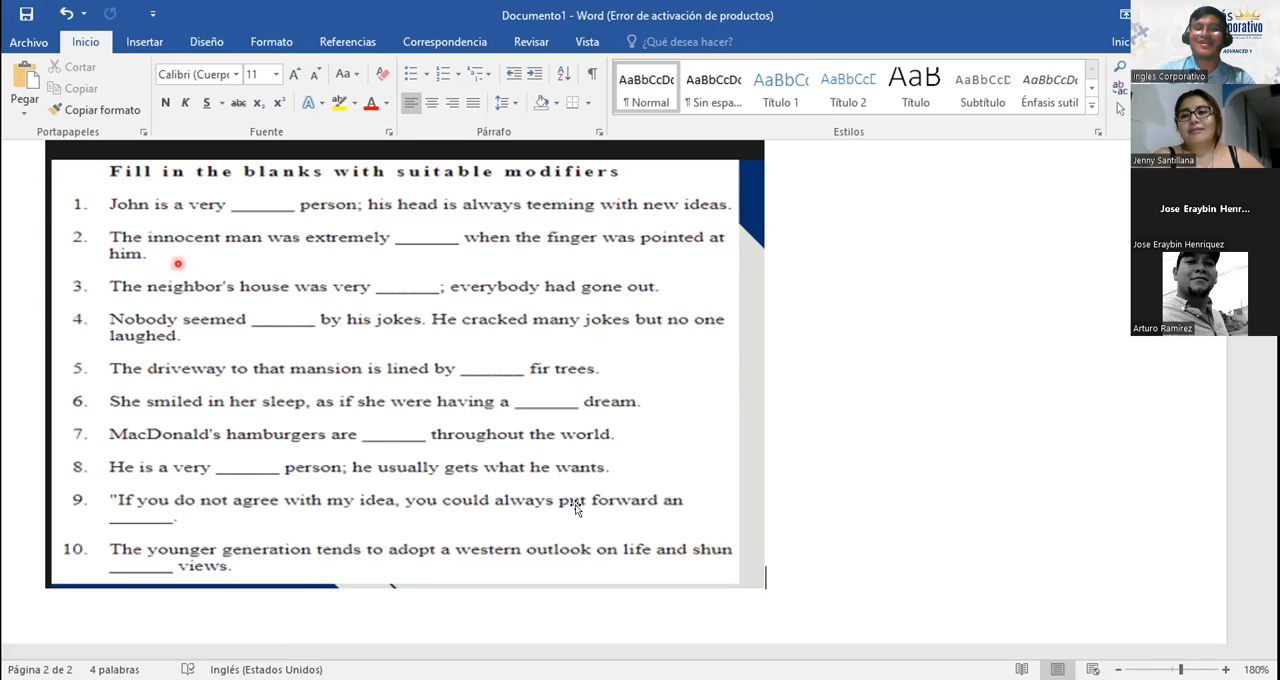 Documento1 - Word (Error de activación de productos)
Archivo Inicio Insertar Diseño Formato Referencias Correspondencia Revisar Vista ¿Qué desea hacer? Inic
Pegar
Cortar
Copiar
Copiar formato
Portapapeles
Calibri (Cuerp 11
N K S abc x₂ x²
Fuente
Párrafo
AaBbCcDc AaBbCcDc AaBbCc AaBbCcD AaB AaBbCcD AaBbCcDc
¶ Normal ¶ Sin espa... Título 1 Título 2 Título Subtítulo Énfasis sutil
Estilos
ADVANCED 1
Ingles Corporativo
Jenny Santillana
Jose Eraybin Henr...
Jose Eraybin Henriquez
Arturo Ramírez
Fill in the blanks with suitable modifiers
1. John is a very _______ person; his head is always teeming with new ideas.
2. The innocent man was extremely _______ when the finger was pointed at
him.
3. The neighbor's house was very _______; everybody had gone out.
4. Nobody seemed _______ by his jokes. He cracked many jokes but no one
laughed.
5. The driveway to that mansion is lined by _______ fir trees.
6. She smiled in her sleep, as if she were having a _______ dream.
7. MacDonald's hamburgers are _______ throughout the world.
8. He is a very _______ person; he usually gets what he wants.
9. "If you do not agree with my idea, you could always put forward an
_______.
10. The younger generation tends to adopt a western outlook on life and shun
_______ views.
Página 2 de 2 4 palabras Inglés (Estados Unidos) 180%